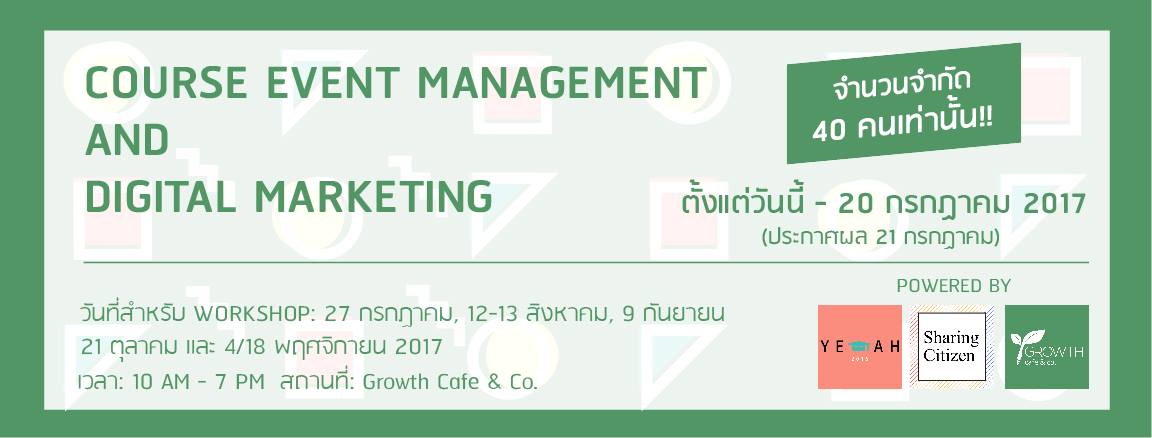 COURSE EVENT MANAGEMENT
AND
DIGITAL MARKETING
จำนวนจำกัด
40 คนเท่านั้น!!
ตั้งแต่วันนี้ - 20 กรกฎาคม 2017
(ประกาศผล 21 กรกฎาคม)
วันที่สำหรับ WORKSHOP: 27 กรกฎาคม, 12-13 สิงหาคม, 9 กันยายน
21 ตุลาคม และ 4/18 พฤศจิกายน 2017
เวลา: 10 AM - 7 PM สถานที่: Growth Cafe & Co.
POWERED BY
YE AH
2015
Sharing
Citizen
GROWTH
cafe & co.